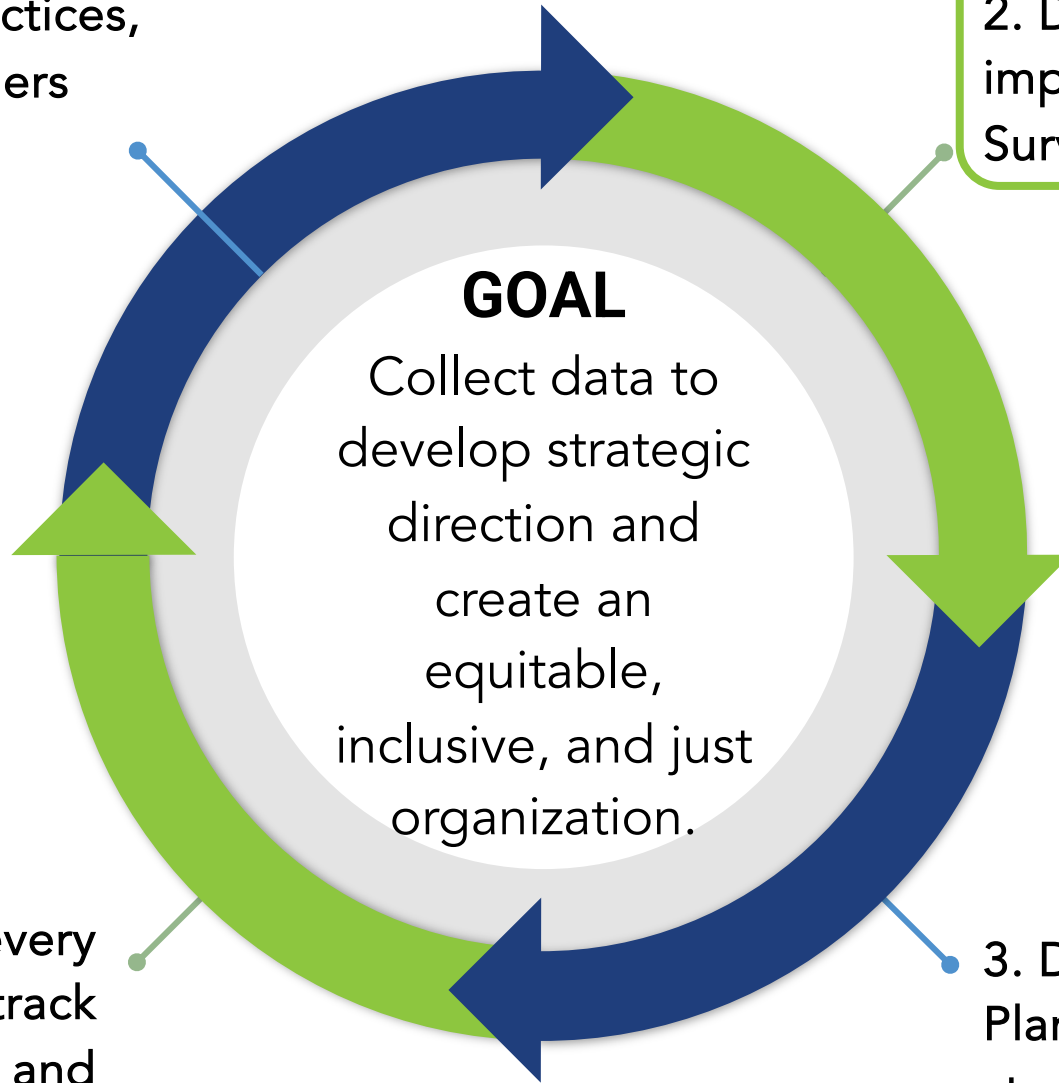 ctices,
ers
2. D
imp
Surv
GOAL
Collect data to
develop strategic
direction and
create an
equitable,
inclusive, and just
organization.
every
track
and
3. D
Plan